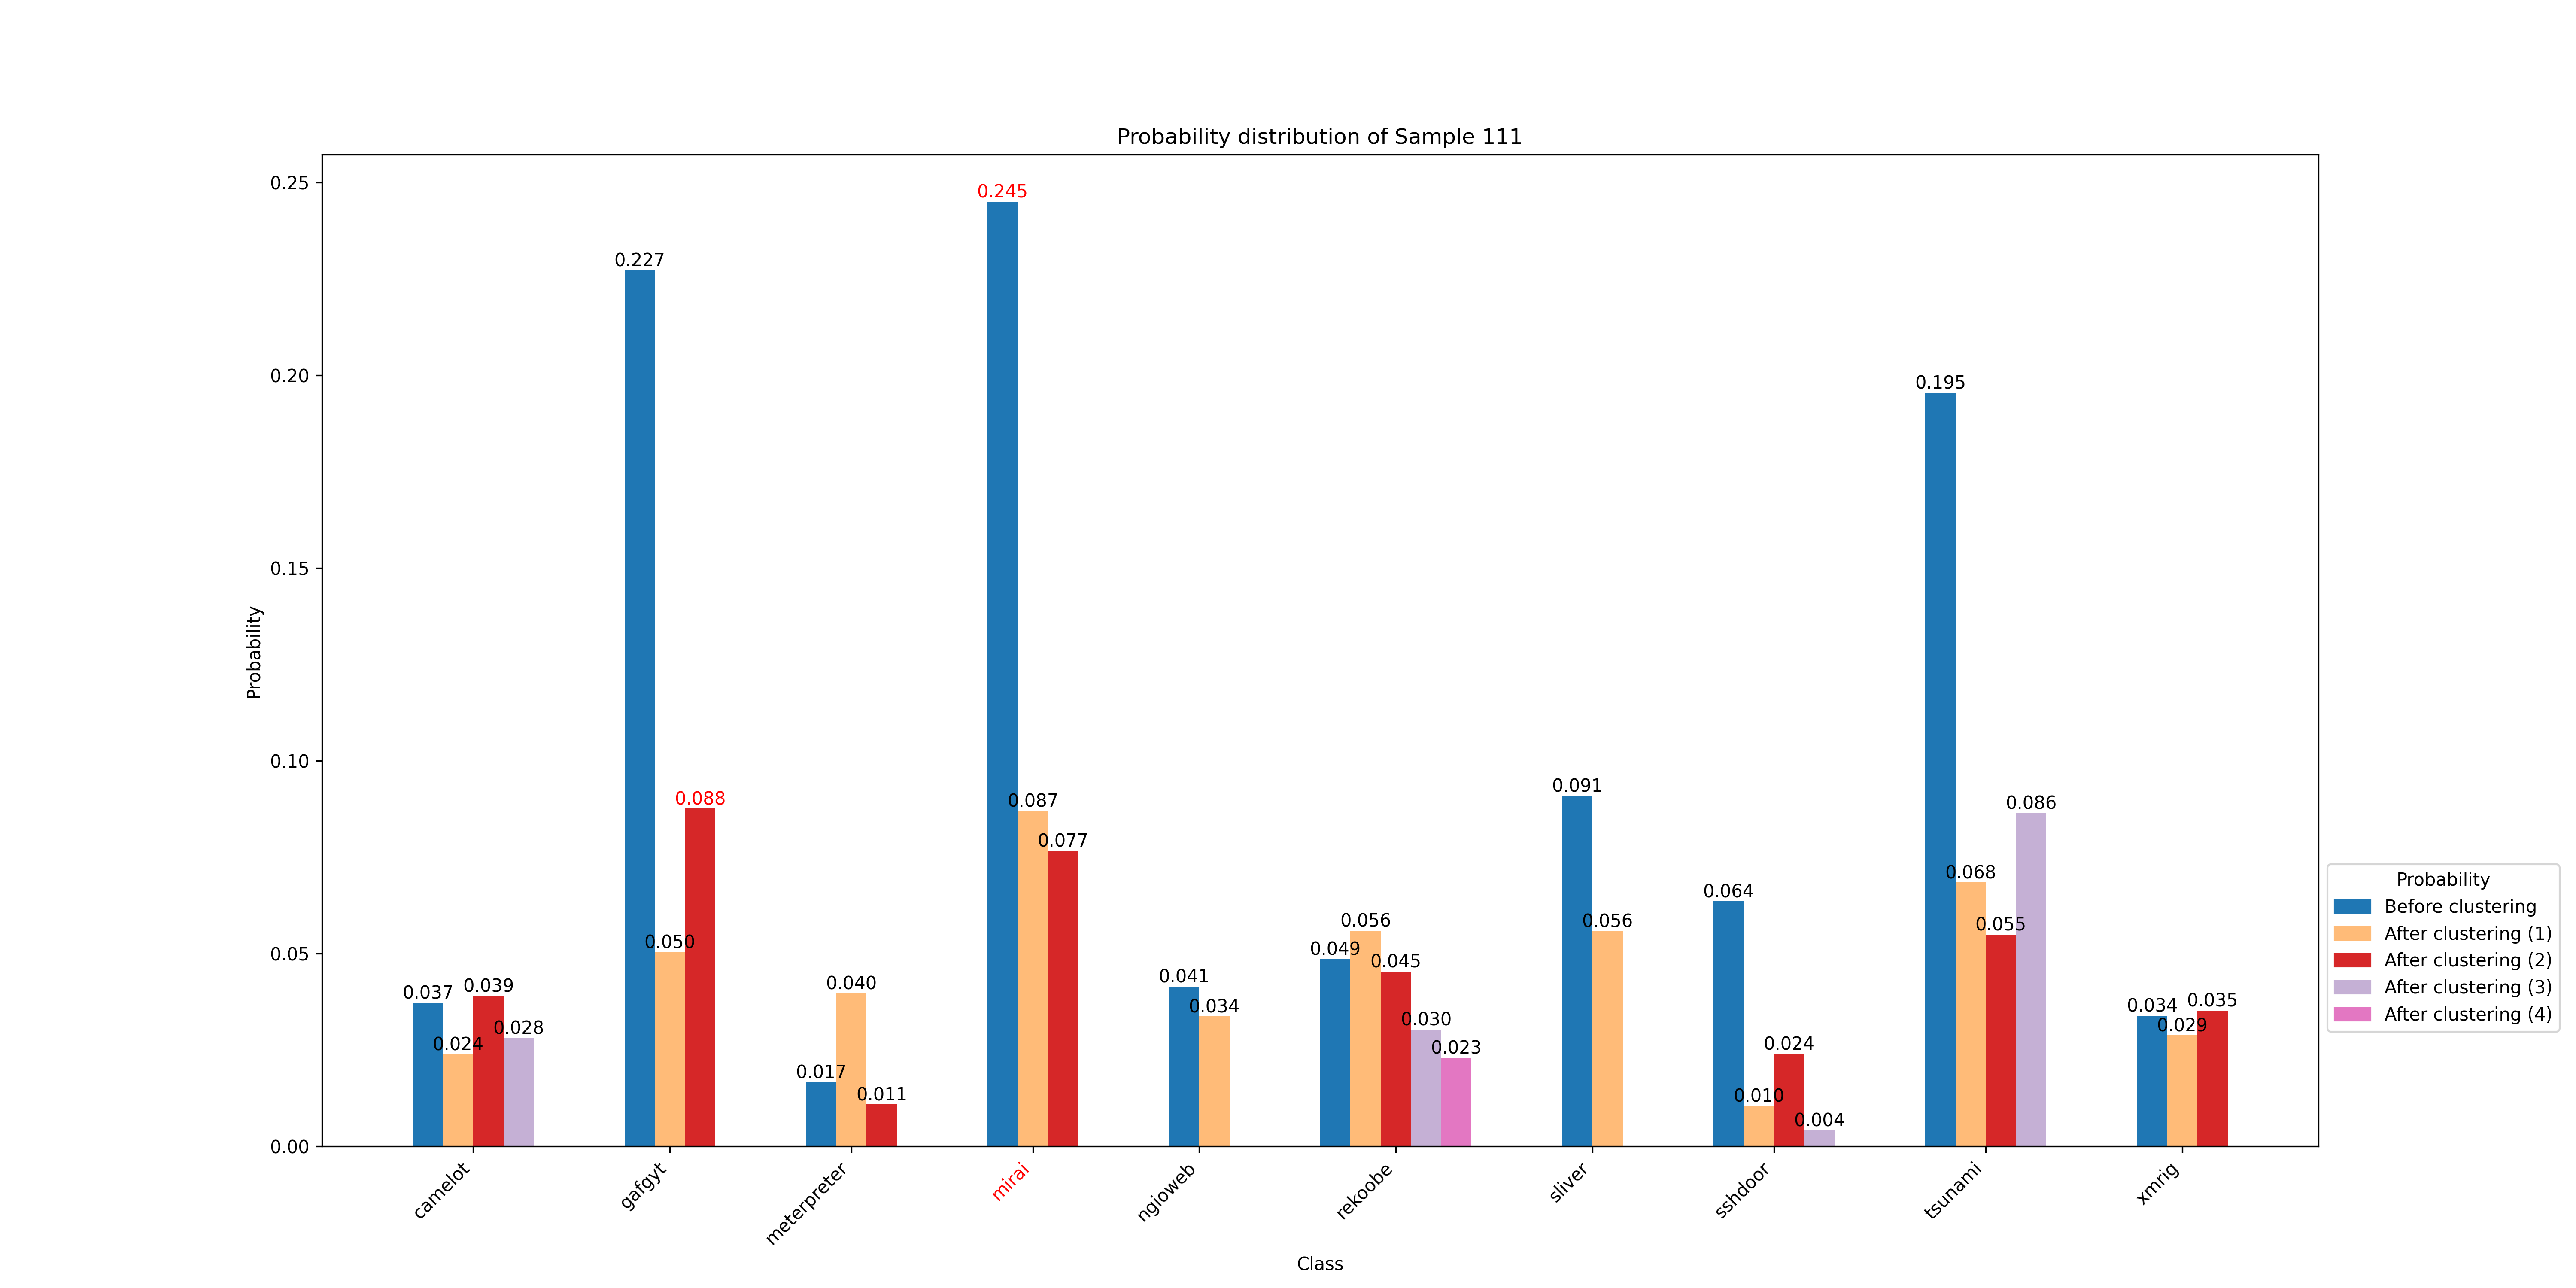 Probability distribution of Sample 111
Probability
0.25
0.20
0.15
0.10
0.05
0.00
0.037
0.024
0.039
0.028
0.227
0.050
0.088
0.017
0.040
0.011
0.245
0.087
0.077
0.041
0.034
0.049
0.056
0.045
0.030
0.023
0.091
0.056
0.064
0.010
0.024
0.004
0.195
0.068
0.055
0.086
0.034
0.029
0.035
camelot
gafgyt
meterpreter
mirai
ngioweb
rekoobe
sliver
sshdoor
tsunami
xmrig
Class
Probability
Before clustering
After clustering (1)
After clustering (2)
After clustering (3)
After clustering (4)